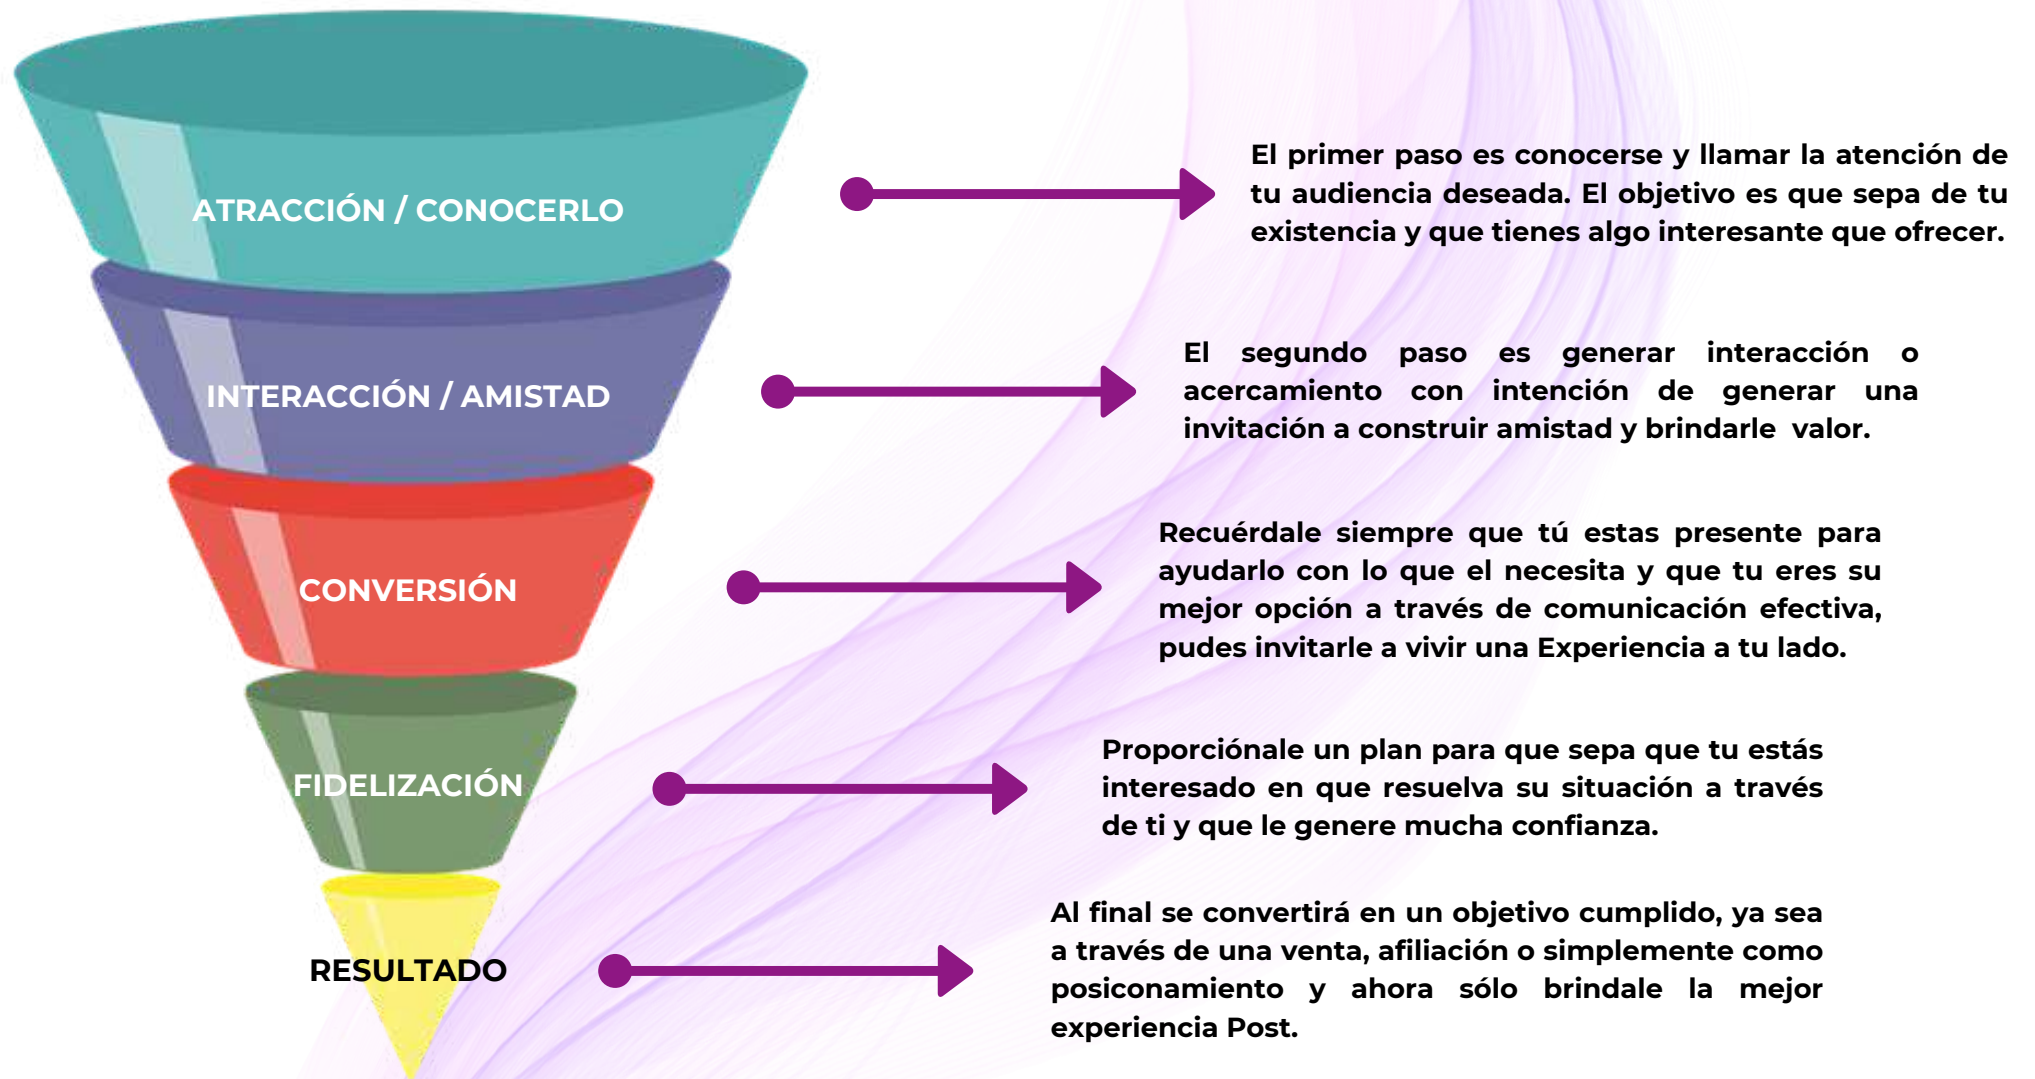 ATRACCIÓN / CONOCERLO
El primer paso es conocerse y llamar la atención de
tu audiencia deseada. El objetivo es que sepa de tu
existencia y que tienes algo interesante que ofrecer.
INTERACCIÓN / AMISTAD
El segundo paso es generar interacción o
acercamiento con intención de generar una
invitación a construir amistad y brindarle valor.
CONVERSIÓN
Recuérdale siempre que tú estas presente para
ayudarlo con lo que el necesita y que tu eres su
mejor opción a través de comunicación efectiva,
pudes invitarle a vivir una Experiencia a tu lado.
FIDELIZACIÓN
Proporciónale un plan para que sepa que tu estás
interesado en que resuelva su situación a través
de ti y que le genere mucha confianza.
RESULTADO
Al final se convertirá en un objetivo cumplido, ya sea
a través de una venta, afiliación o simplemente como
posiconamiento y ahora sólo brindale la mejor
experiencia Post.